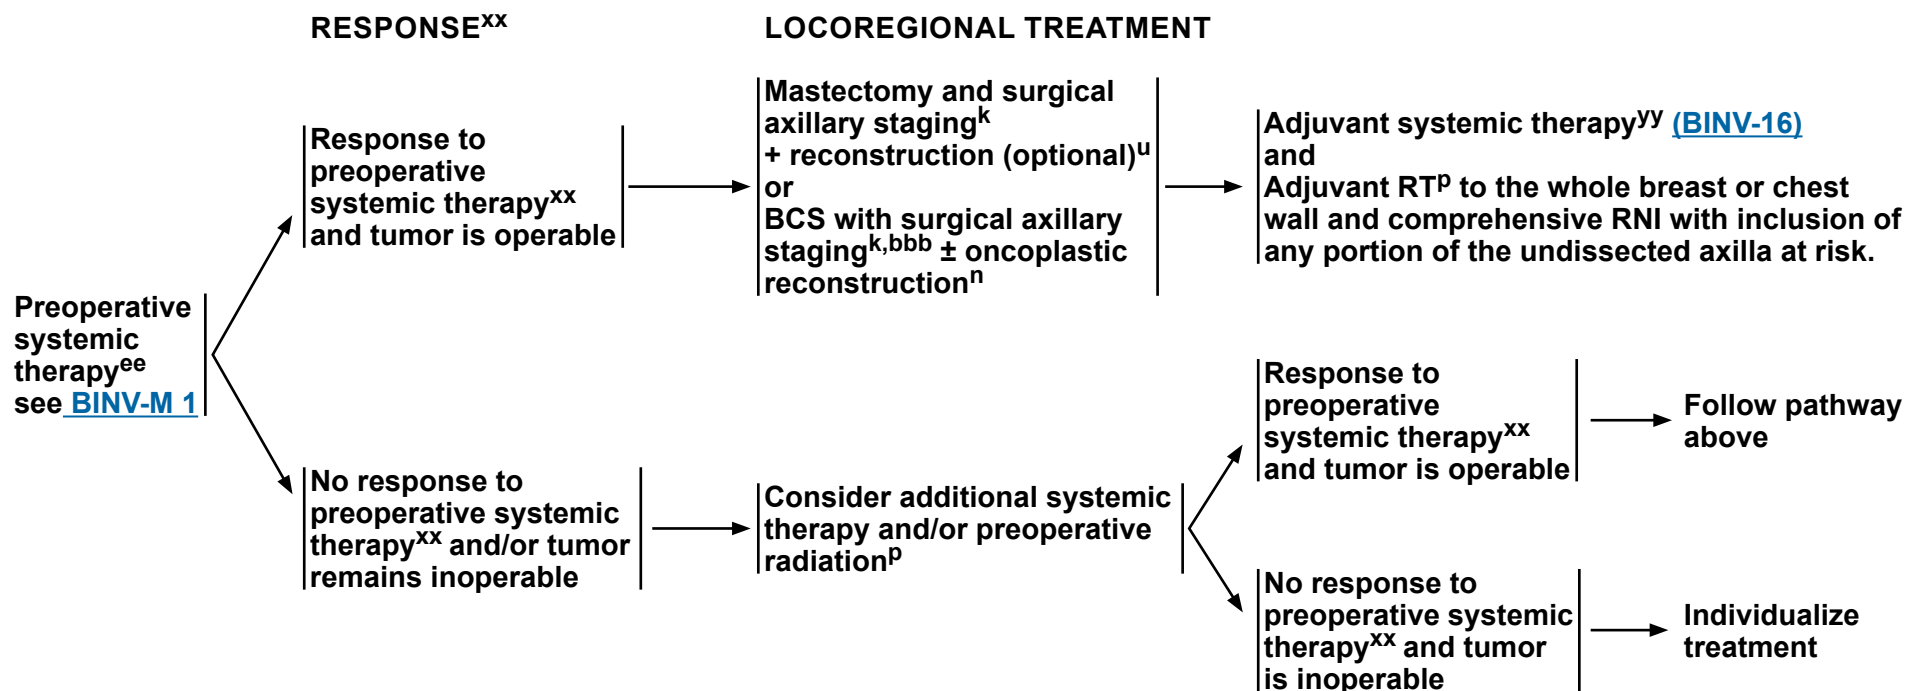 RESPONSExx
LOCOREGIONAL TREATMENT
Preoperative
systemic
therapyee
see BINV-M 1
Response to
preoperative
systemic therapyxx
and tumor is operable
Mastectomy and surgical
axillary stagingk
+ reconstruction (optional)u
or
BCS with surgical axillary
stagingk,bbb ± oncoplastic
reconstructionn
Adjuvant systemic therapyyy (BINV-16)
and
Adjuvant RTp to the whole breast or chest
wall and comprehensive RNI with inclusion of
any portion of the undissected axilla at risk.
No response to
preoperative systemic
therapyxx and/or tumor
remains inoperable
Consider additional systemic
therapy and/or preoperative
radiationp
Response to
preoperative
systemic therapyxx
and tumor is operable
Follow pathway
above
No response to
preoperative systemic
therapyxx and tumor
is inoperable
Individualize
treatment